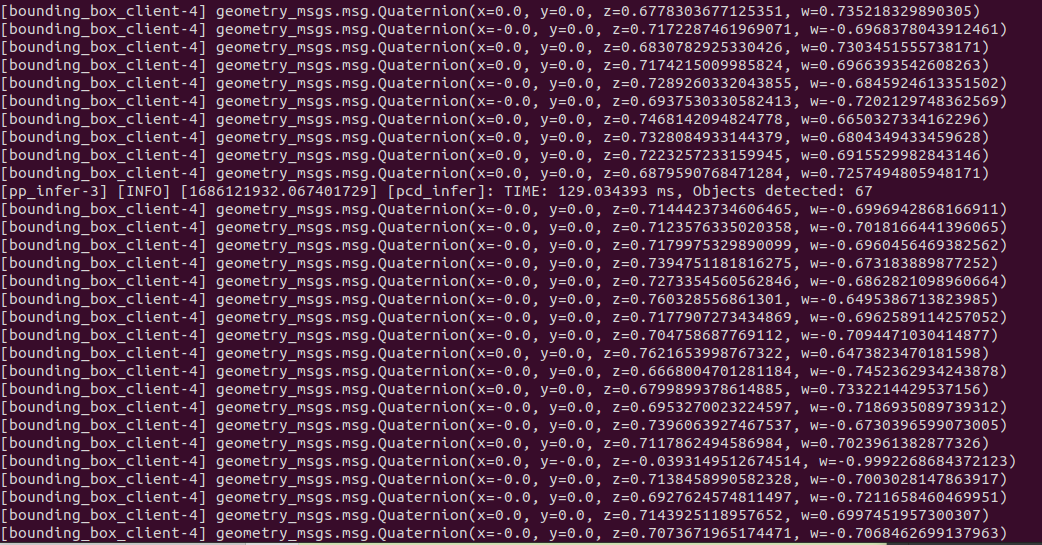 [bounding_box_client-4] geometry_msgs.msg.Quaternion(x=0.0, y=0.0, z=0.6778303677125351, w=0.735218329890305)
[bounding_box_client-4] geometry_msgs.msg.Quaternion(x=-0.0, y=0.0, z=0.7172287461969071, w=-0.6968378043912461)
[bounding_box_client-4] geometry_msgs.msg.Quaternion(x=0.0, y=0.0, z=0.6830782925330426, w=0.7303451555738171)
[bounding_box_client-4] geometry_msgs.msg.Quaternion(x=0.0, y=0.0, z=0.7174215009985824, w=0.6966393542608263)
[bounding_box_client-4] geometry_msgs.msg.Quaternion(x=-0.0, y=0.0, z=0.7289260332043855, w=-0.6845924613351502)
[bounding_box_client-4] geometry_msgs.msg.Quaternion(x=-0.0, y=0.0, z=0.6937530330582413, w=-0.7202129748362569)
[bounding_box_client-4] geometry_msgs.msg.Quaternion(x=0.0, y=0.0, z=0.7468142094824778, w=0.6650327334162296)
[bounding_box_client-4] geometry_msgs.msg.Quaternion(x=0.0, y=0.0, z=0.7328084933144379, w=0.6804349433459628)
[bounding_box_client-4] geometry_msgs.msg.Quaternion(x=0.0, y=0.0, z=0.7223257233159945, w=0.6915529982843146)
[bounding_box_client-4] geometry_msgs.msg.Quaternion(x=0.0, y=0.0, z=0.6879590768471284, w=0.7257494805948171)
[pp_infer-3] [INFO] [1686121932.067401729] [pcd_infer]: TIME: 129.034393 ms, Objects detected: 67
[bounding_box_client-4] geometry_msgs.msg.Quaternion(x=-0.0, y=0.0, z=0.7144423734606465, w=-0.6996942868166911)
[bounding_box_client-4] geometry_msgs.msg.Quaternion(x=-0.0, y=0.0, z=0.7123576335020358, w=-0.7018166441396065)
[bounding_box_client-4] geometry_msgs.msg.Quaternion(x=-0.0, y=0.0, z=0.7179975329890099, w=-0.6960456469382562)
[bounding_box_client-4] geometry_msgs.msg.Quaternion(x=-0.0, y=0.0, z=0.7394751181816275, w=-0.673183889877252)
[bounding_box_client-4] geometry_msgs.msg.Quaternion(x=-0.0, y=0.0, z=0.7273354560562846, w=-0.6862821098960664)
[bounding_box_client-4] geometry_msgs.msg.Quaternion(x=-0.0, y=0.0, z=0.760328556861301, w=-0.6495386713823985)
[bounding_box_client-4] geometry_msgs.msg.Quaternion(x=-0.0, y=0.0, z=0.7177907273434869, w=-0.6962589114257052)
[bounding_box_client-4] geometry_msgs.msg.Quaternion(x=-0.0, y=0.0, z=0.704758687769112, w=-0.7094471030414877)
[bounding_box_client-4] geometry_msgs.msg.Quaternion(x=0.0, y=0.0, z=0.7621653998767322, w=0.6473823470181598)
[bounding_box_client-4] geometry_msgs.msg.Quaternion(x=-0.0, y=0.0, z=0.6668004701281184, w=-0.7452362934243878)
[bounding_box_client-4] geometry_msgs.msg.Quaternion(x=0.0, y=0.0, z=0.6799899378614885, w=0.7332214429537156)
[bounding_box_client-4] geometry_msgs.msg.Quaternion(x=-0.0, y=0.0, z=0.6953270023224597, w=-0.7186935089739312)
[bounding_box_client-4] geometry_msgs.msg.Quaternion(x=-0.0, y=0.0, z=0.7396063927467537, w=-0.6730396599073005)
[bounding_box_client-4] geometry_msgs.msg.Quaternion(x=0.0, y=0.0, z=0.7117862494586984, w=0.7023961382877326)
[bounding_box_client-4] geometry_msgs.msg.Quaternion(x=0.0, y=-0.0, z=-0.0393149512674514, w=-0.9992268684372123)
[bounding_box_client-4] geometry_msgs.msg.Quaternion(x=-0.0, y=0.0, z=0.7138458990582328, w=-0.7003028147863917)
[bounding_box_client-4] geometry_msgs.msg.Quaternion(x=-0.0, y=0.0, z=0.6927624574811497, w=-0.7211658460469951)
[bounding_box_client-4] geometry_msgs.msg.Quaternion(x=0.0, y=0.0, z=0.7143925118957652, w=0.6997451957300307)
[bounding_box_client-4] geometry_msgs.msg.Quaternion(x=-0.0, y=0.0, z=0.7073671965174471, w=-0.7068462699137963)